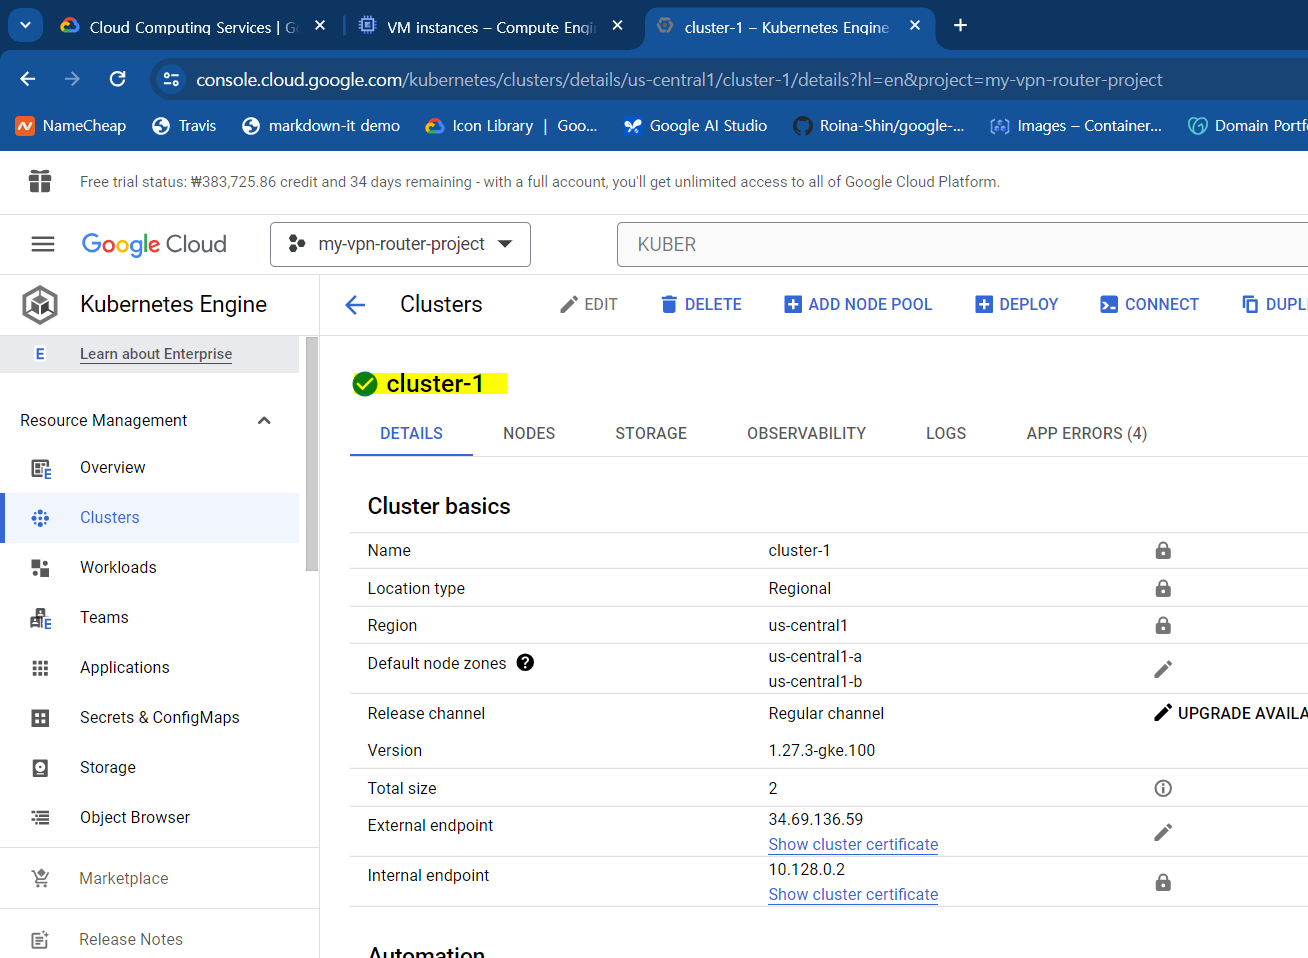 Cloud Computing Services | Go
VM instances – Compute Engi
cluster-1 – Kubernetes Engine
console.cloud.google.com/kubernetes/clusters/details/us-central1/cluster-1/details?hl=en&project=my-vpn-router-project
NameCheap
Travis
markdown-it demo
Icon Library | Goo...
Google AI Studio
Roina-Shin/google-...
Images – Container...
Domain Portf
Free trial status: ₩383,725.86 credit and 34 days remaining - with a full account, you'll get unlimited access to all of Google Cloud Platform.
Google Cloud
my-vpn-router-project
KUBER
Kubernetes Engine
Clusters
EDIT
DELETE
ADD NODE POOL
DEPLOY
CONNECT
DUPL
E
Learn about Enterprise
Resource Management
Overview
Clusters
Workloads
Teams
Applications
Secrets & ConfigMaps
Storage
Object Browser
Marketplace
Release Notes
cluster-1
DETAILS
NODES
STORAGE
OBSERVABILITY
LOGS
APP ERRORS (4)
Cluster basics
Name cluster-1
Location type Regional
Region us-central1
Default node zones us-central1-a
us-central1-b
Release channel Regular channel UPGRADE AVAILA
Version 1.27.3-gke.100
Total size 2
External endpoint 34.69.136.59
Show cluster certificate
Internal endpoint 10.128.0.2
Show cluster certificate
Automation